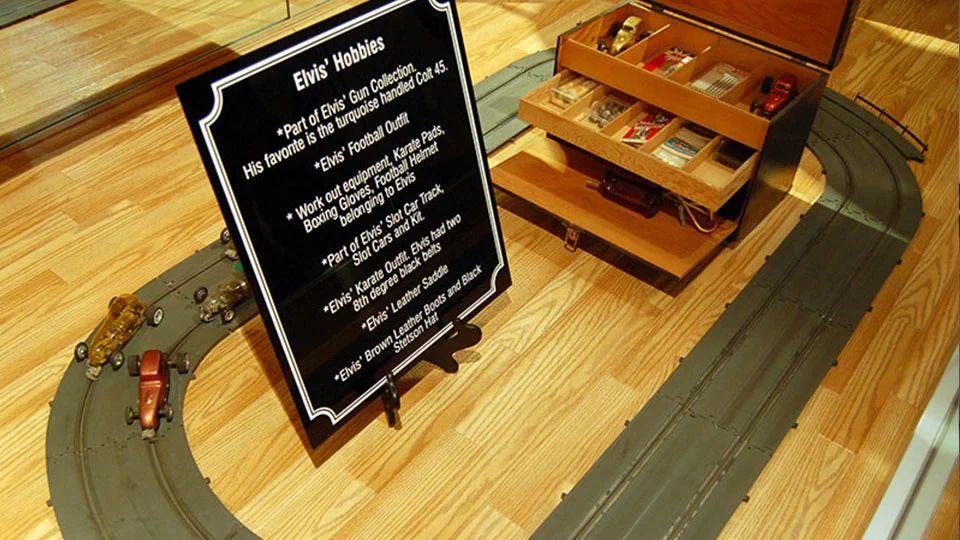 Elvis' Hobbies
*Part of Elvis' Gun Collection.
His favorite is the turquoise handled Colt 45.
*Elvis' Football Outfit
* Work out equipment, Karate Pads,
Boxing Gloves, Football Helmet
belonging to Elvis
*Part of Elvis' Slot Car Track,
Slot Cars and Kit.
*Elvis' Karate Outfit. Elvis had two
8th degree black belts
*Elvis' Leather Saddle
*Elvis' Brown Leather Boots and Black
Stetson Hat